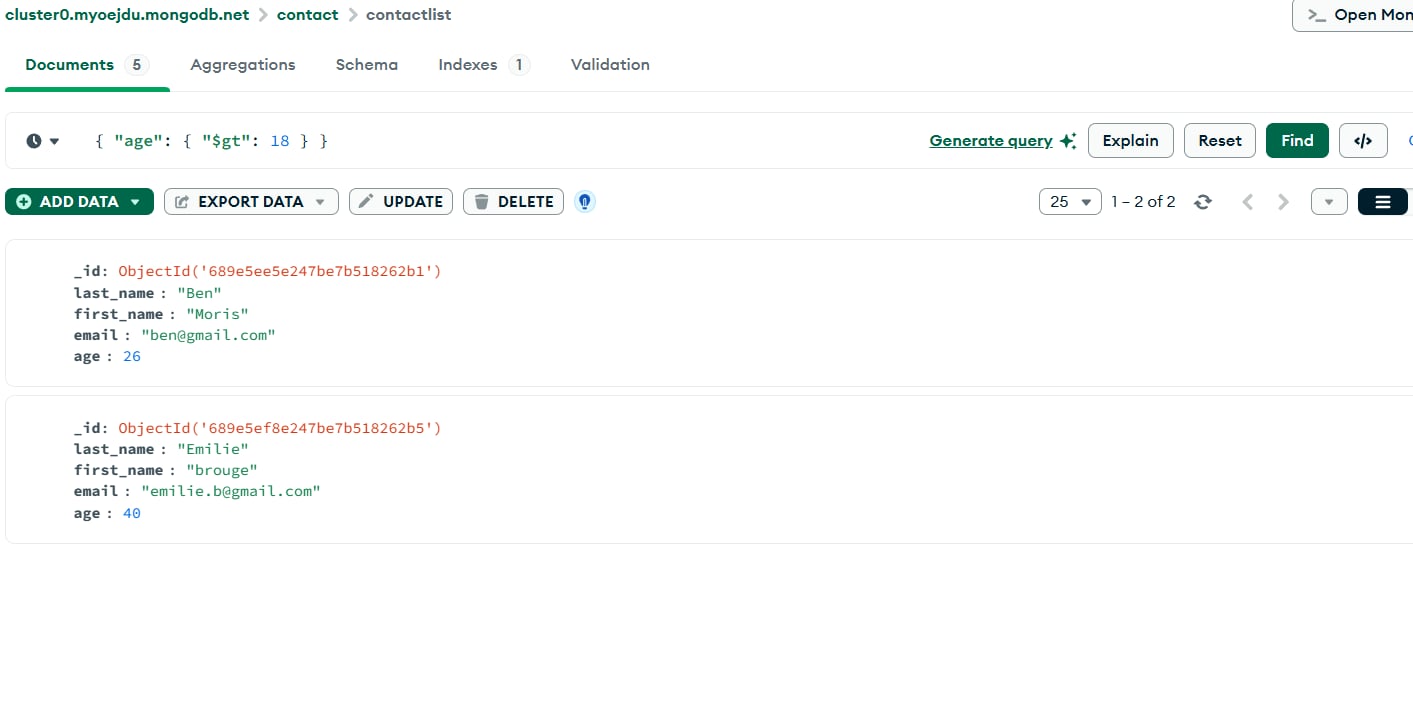 cluster0.myoejdu.mongodb.net > contact > contactlist
>_ Open Mon
Documents 5 Aggregations Schema Indexes 1 Validation
{ "age": { "$gt": 18 } } Generate query Explain Reset Find </>
ADD DATA EXPORT DATA UPDATE DELETE 25 1 – 2 of 2
_id: ObjectId('689e5ee5e247be7b518262b1')
last_name : "Ben"
first_name : "Moris"
email : "ben@gmail.com"
age : 26
_id: ObjectId('689e5ef8e247be7b518262b5')
last_name : "Emilie"
first_name : "brouge"
email : "emilie.b@gmail.com"
age : 40